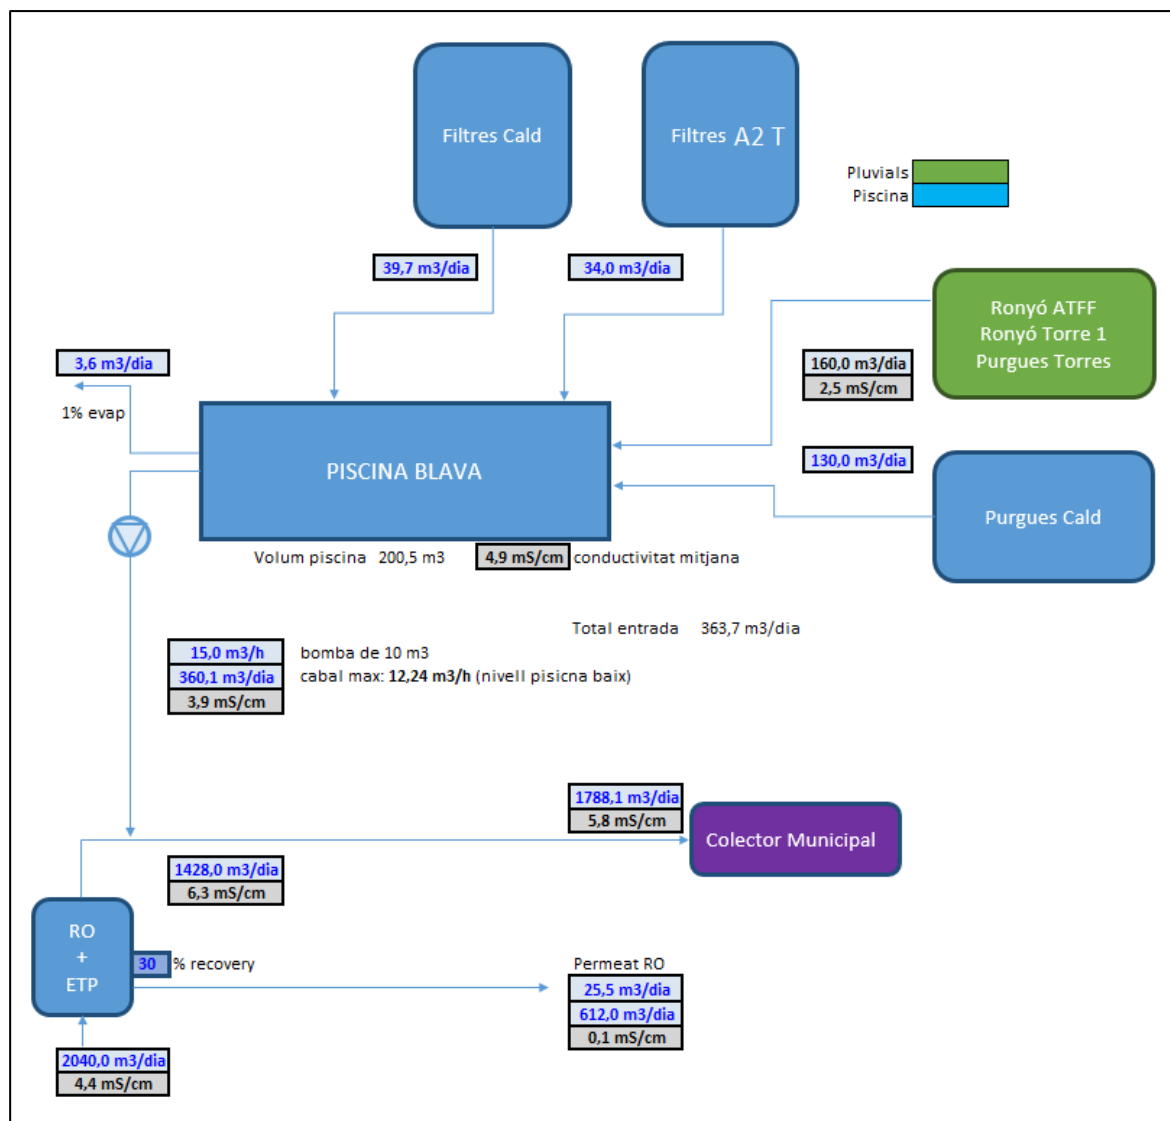 Filtres Cald
Filtres A2 T
Pluvials
Piscina
39,7 m3/dia
34,0 m3/dia
Ronyó ATFF
Ronyó Torre 1
Purgues Torres
160,0 m3/dia
2,5 mS/cm
3,6 m3/dia
1% evap
PISCINA BLAVA
130,0 m3/dia
Purgues Cald
Volum piscina 200,5 m3 4,9 mS/cm conductivitat mitjana
Total entrada 363,7 m3/dia
15,0 m3/h bomba de 10 m3
360,1 m3/dia cabal max: 12,24 m3/h (nivell pisicna baix)
3,9 mS/cm
1788,1 m3/dia
5,8 mS/cm
Colector Municipal
1428,0 m3/dia
6,3 mS/cm
RO
+
ETP
30 % recovery
Permeat RO
25,5 m3/dia
612,0 m3/dia
0,1 mS/cm
2040,0 m3/dia
4,4 mS/cm